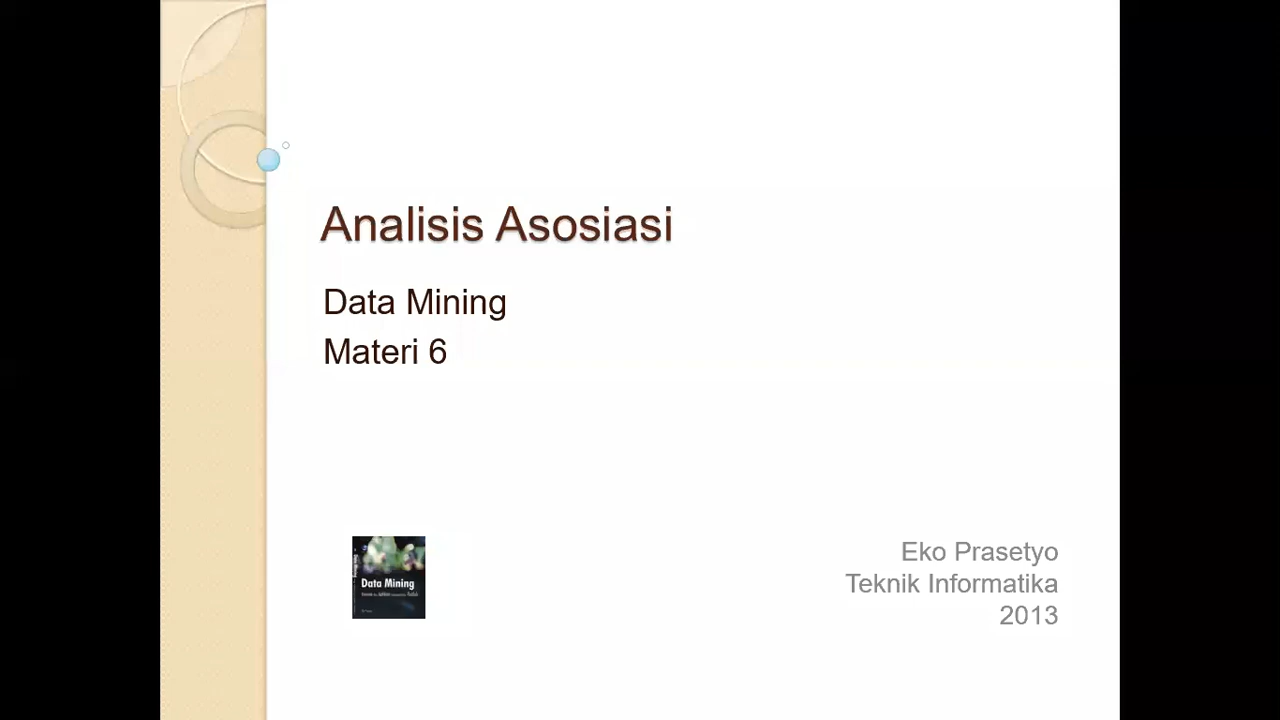 Analisis Asosiasi
Data Mining
Materi 6
Data Mining
Eko Prasetyo
Teknik Informatika
2013